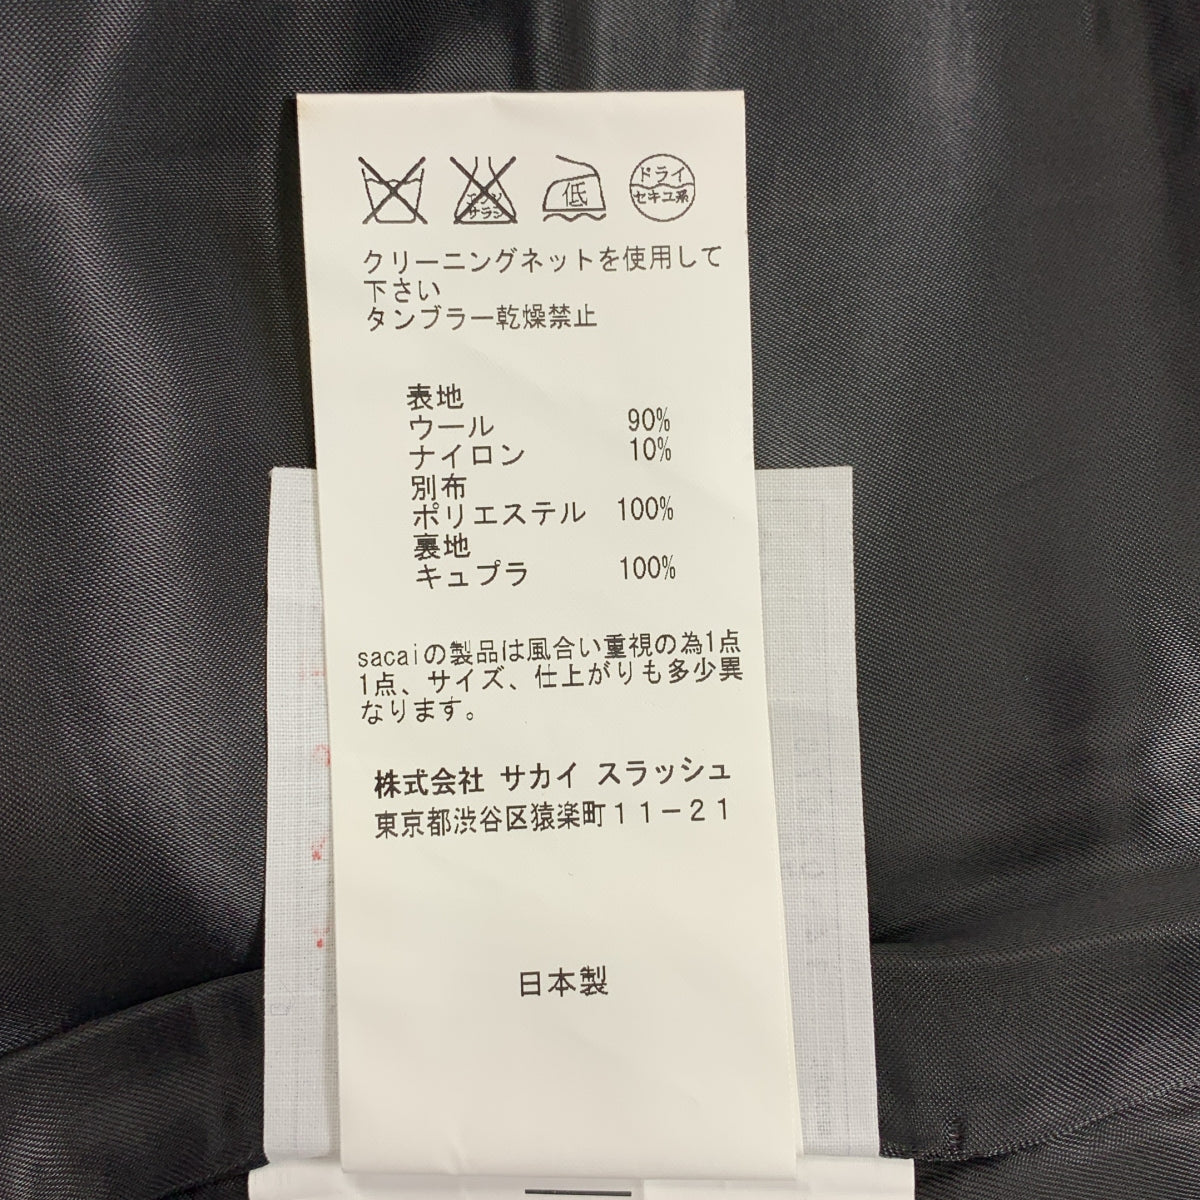 エンソ
サラシ
低
ドライ
セキユ系
クリーニングネットを使用して
下さい
タンブラー乾燥禁止
表地
ウール 90%
ナイロン 10%
別布
ポリエステル 100%
裏地
キュプラ 100%
sacaiの製品は風合い重視の為1点
1点、サイズ、仕上がりも多少異
なります。
株式会社 サカイ スラッシュ
東京都渋谷区猿楽町11-21
日本製